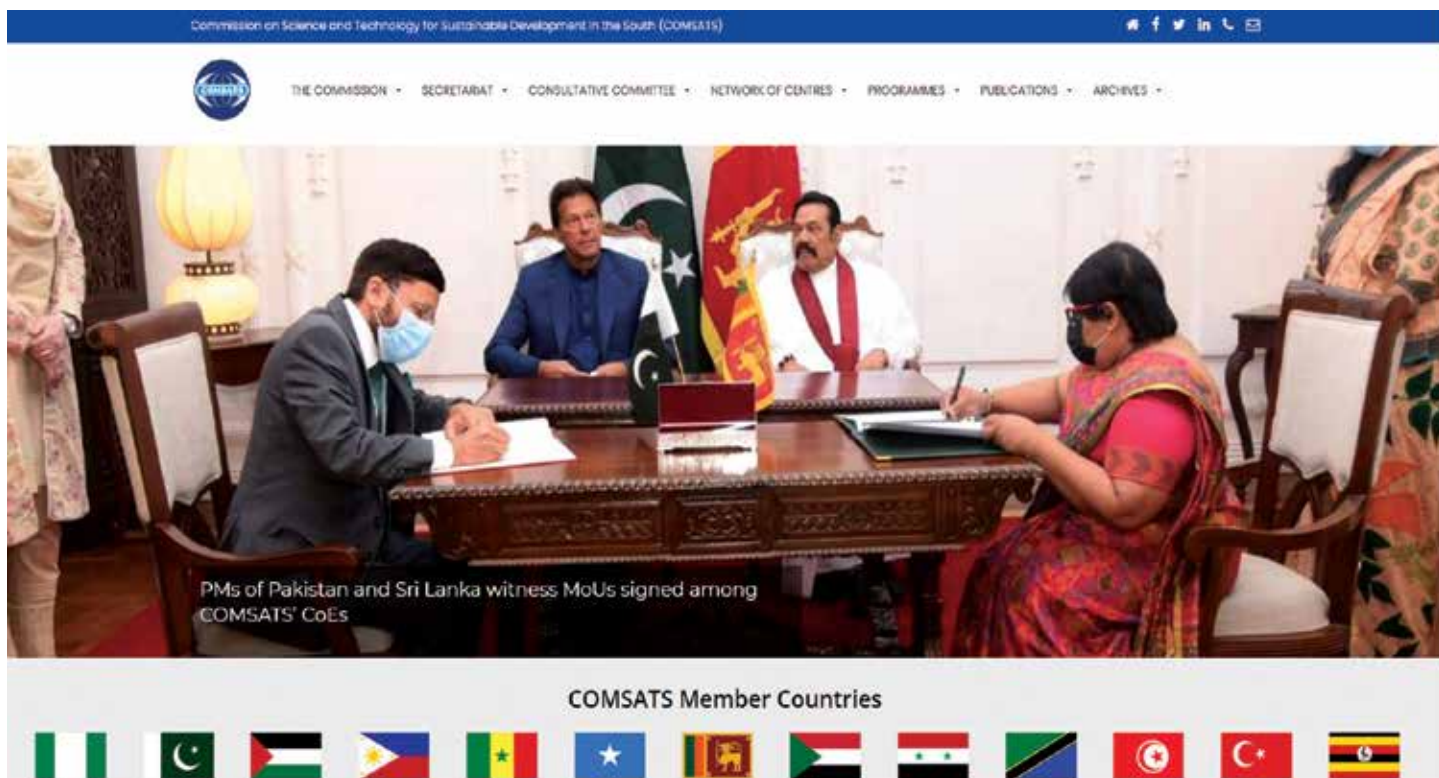 Commission on Science and Technology for Sustainable Development in the South (COMSATS)
COMSATS
THE COMMISSION SECRETARIAT CONSULTATIVE COMMITTEE NETWORK OF CENTRES PROGRAMMES PUBLICATIONS ARCHIVES
PMs of Pakistan and Sri Lanka witness MoUs signed among
COMSATS' CoEs
COMSATS Member Countries